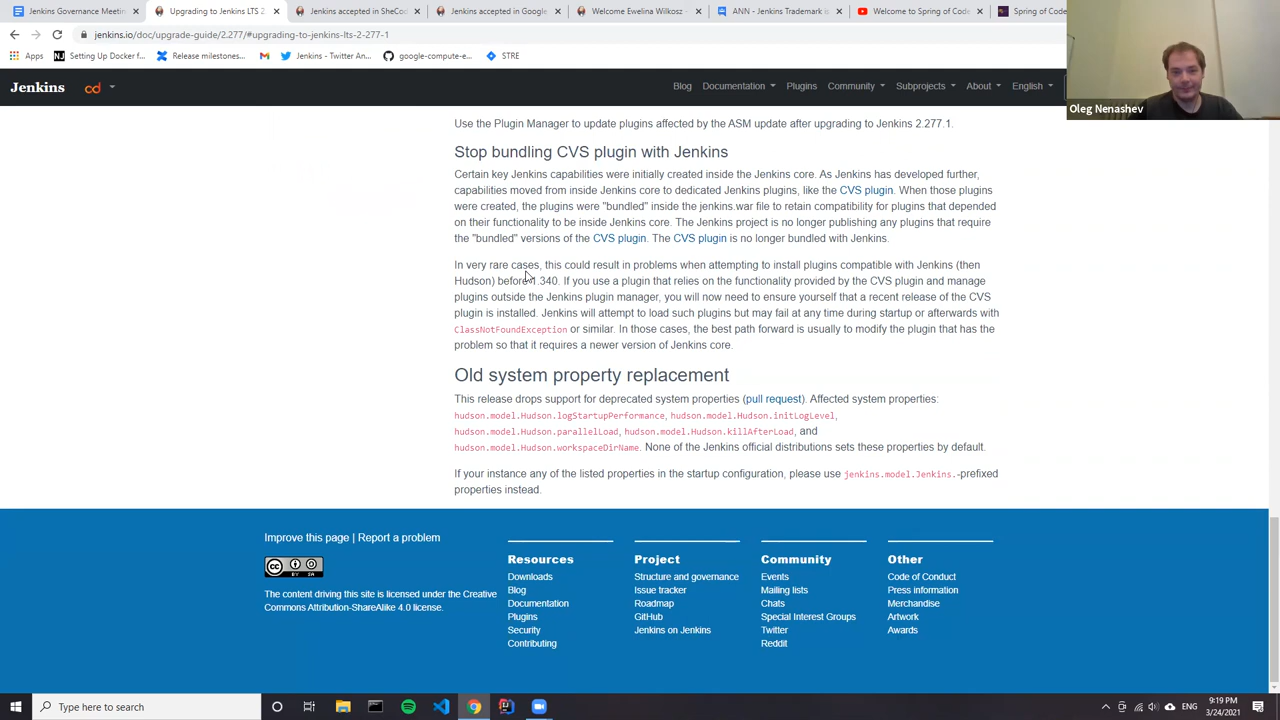 Jenkins Governance Meetin
Upgrading to Jenkins LTS 2
Jenkins accepted in SheCod
Jenkins accepted in Google
Welcome Ewelina Wilkosz
ANN - Jenkins Trademark is
Welcome to Spring of Code
Spring of Code
jenkins.io/doc/upgrade-guide/2.277/#upgrading-to-jenkins-lts-2-277-1
Apps
Setting Up Docker f...
Release milestones...
Jenkins - Twitter An...
google-compute-e...
STRE
Jenkins
cd
Blog
Documentation
Plugins
Community
Subprojects
About
English
Oleg Nenashev
Use the Plugin Manager to update plugins affected by the ASM update after upgrading to Jenkins 2.277.1.
Stop bundling CVS plugin with Jenkins
Certain key Jenkins capabilities were initially created inside the Jenkins core. As Jenkins has developed further,
capabilities moved from inside Jenkins core to dedicated Jenkins plugins, like the CVS plugin. When those plugins
were created, the plugins were "bundled" inside the jenkins.war file to retain compatibility for plugins that depended
on their functionality to be inside Jenkins core. The Jenkins project is no longer publishing any plugins that require
the "bundled" versions of the CVS plugin. The CVS plugin is no longer bundled with Jenkins.
In very rare cases, this could result in problems when attempting to install plugins compatible with Jenkins (then
Hudson) before 1.340. If you use a plugin that relies on the functionality provided by the CVS plugin and manage
plugins outside the Jenkins plugin manager, you will now need to ensure yourself that a recent release of the CVS
plugin is installed. Jenkins will attempt to load such plugins but may fail at any time during startup or afterwards with
ClassNotFoundException or similar. In those cases, the best path forward is usually to modify the plugin that has the
problem so that it requires a newer version of Jenkins core.
Old system property replacement
This release drops support for deprecated system properties (pull request). Affected system properties:
hudson.model.Hudson.logStartupPerformance, hudson.model.Hudson.initLogLevel,
hudson.model.Hudson.parallelLoad, hudson.model.Hudson.killAfterLoad, and
hudson.model.Hudson.workspaceDirName. None of the Jenkins official distributions sets these properties by default.
If your instance any of the listed properties in the startup configuration, please use jenkins.model.Jenkins.-prefixed
properties instead.
Improve this page | Report a problem
CC BY SA
The content driving this site is licensed under the Creative
Commons Attribution-ShareAlike 4.0 license.
Resources
Downloads
Blog
Documentation
Plugins
Security
Contributing
Project
Structure and governance
Issue tracker
Roadmap
GitHub
Jenkins on Jenkins
Community
Events
Mailing lists
Chats
Special Interest Groups
Twitter
Reddit
Other
Code of Conduct
Press information
Merchandise
Artwork
Awards
Type here to search
ENG
9:19 PM
3/24/2021